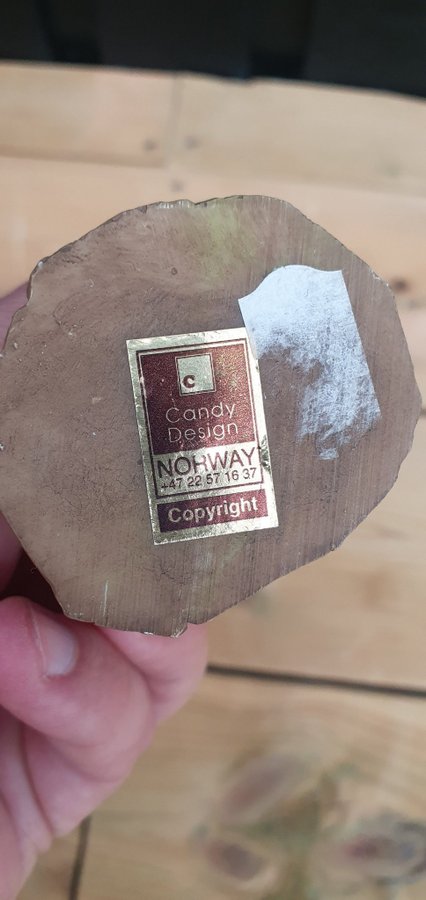 c
Candy
Design
NORWAY
+47 22 57 16 37
Copyright